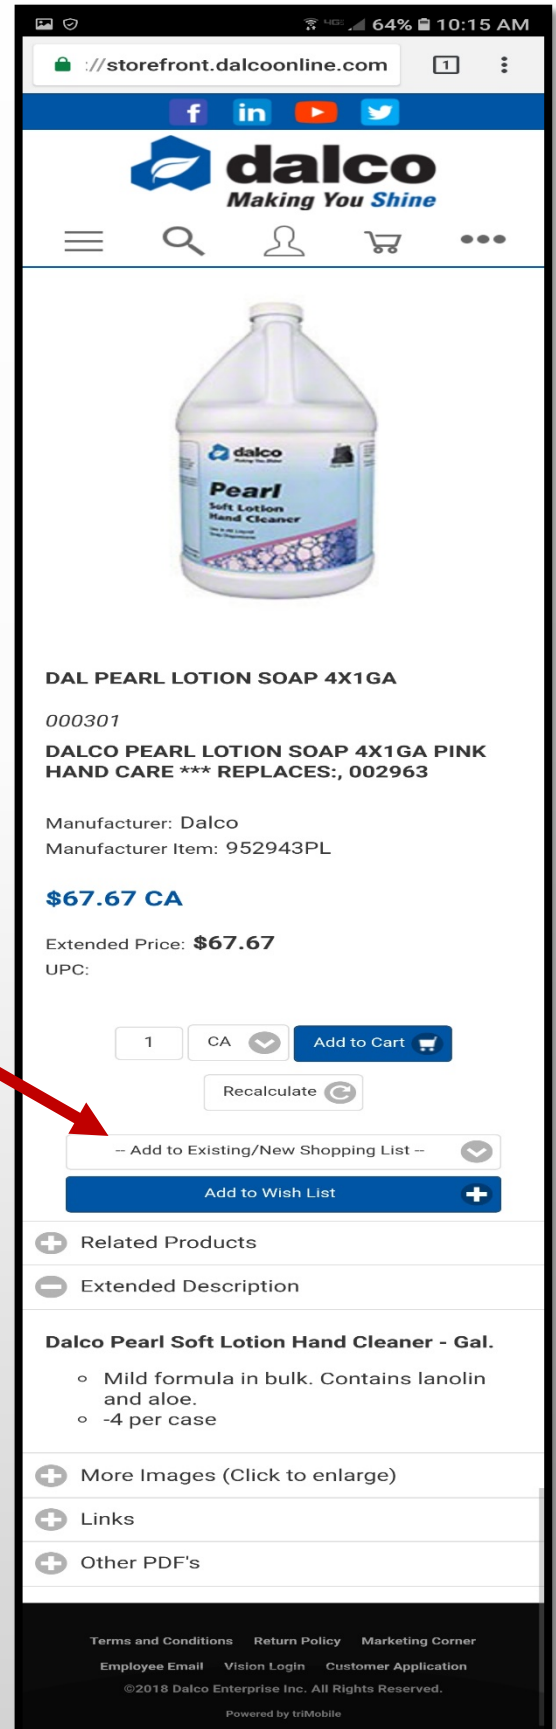 64% 10:15 AM
://storefront.dalcoonline.com 1
f in
dalco
Making You Shine
dalco
Making You Shine
Pearl
Soft Lotion
Hand Cleaner
DAL PEARL LOTION SOAP 4X1GA
000301
DALCO PEARL LOTION SOAP 4X1GA PINK
HAND CARE *** REPLACES:, 002963
Manufacturer: Dalco
Manufacturer Item: 952943PL
$67.67 CA
Extended Price: $67.67
UPC:
1 CA Add to Cart
Recalculate
-- Add to Existing/New Shopping List --
Add to Wish List
Related Products
Extended Description
Dalco Pearl Soft Lotion Hand Cleaner - Gal.
Mild formula in bulk. Contains lanolin
and aloe.
-4 per case
More Images (Click to enlarge)
Links
Other PDF's
Terms and Conditions Return Policy Marketing Corner
Employee Email Vision Login Customer Application
©2018 Dalco Enterprise Inc. All Rights Reserved.
Powered by triMobile